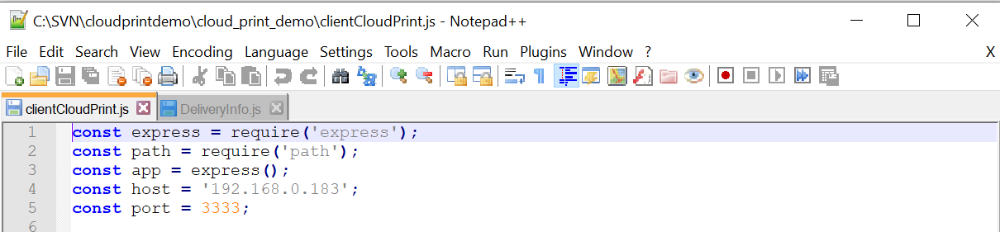 C:\SVN\cloudprintdemo\cloud_print_demo\clientCloudPrint.js - Notepad++
File Edit Search View Encoding Language Settings Tools Macro Run Plugins Window ? X
clientCloudPrint.js DeliveryInfo.js
1 const express = require('express');
2 const path = require('path');
3 const app = express();
4 const host = '192.168.0.183';
5 const port = 3333;
6